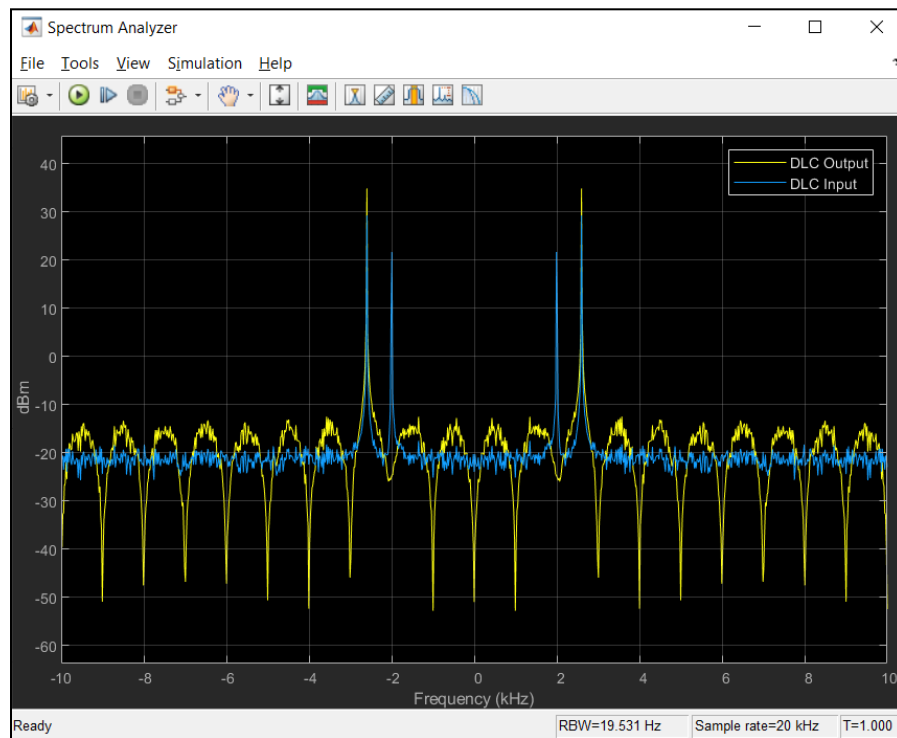 Spectrum Analyzer
File Tools View Simulation Help
DLC Output
DLC Input
40
30
20
10
0
-10
-20
-30
-40
-50
-60
dBm
-10 -8 -6 -4 -2 0 2 4 6 8 10
Frequency (kHz)
Ready RBW=19.531 Hz Sample rate=20 kHz T=1.000